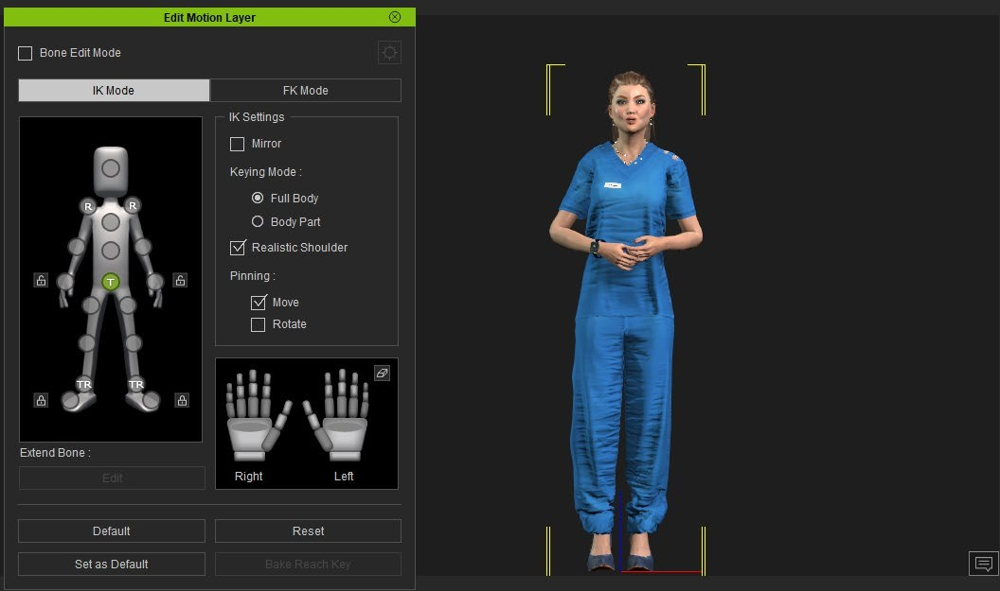 Edit Motion Layer
Bone Edit Mode
IK Mode
FK Mode
IK Settings
Mirror
Keying Mode :
Full Body
Body Part
Realistic Shoulder
Pinning :
Move
Rotate
R
R
T
TR
TR
Right
Left
Extend Bone :
Edit
Default
Reset
Set as Default
Bake Reach Key